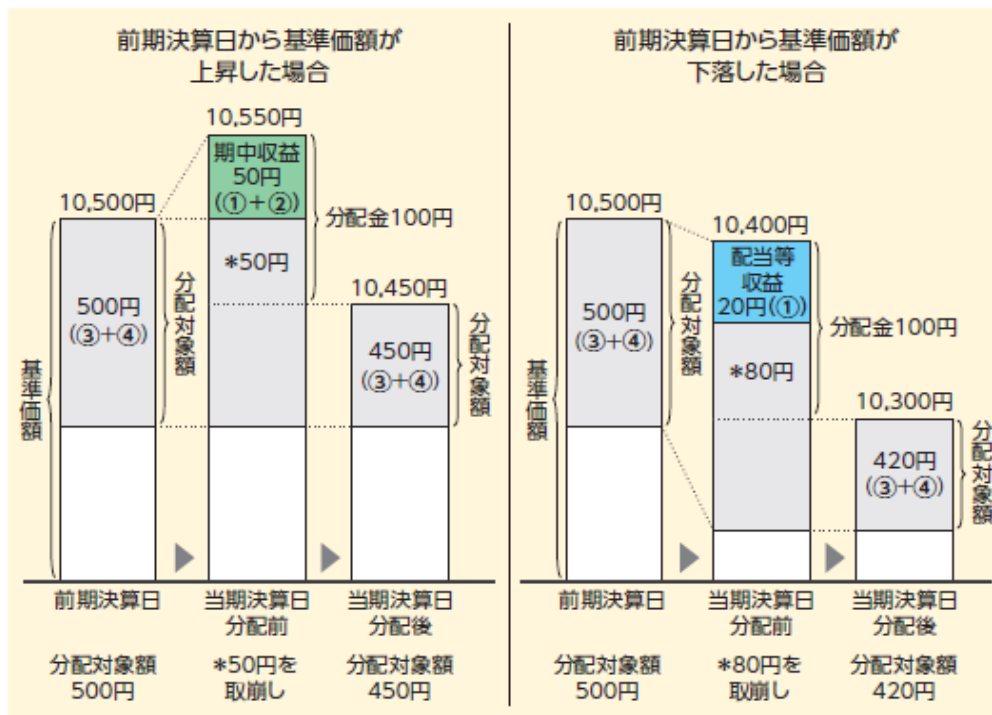 前期決算日から基準価額が
上昇した場合
10,550円
期中収益
50円
(①+②)
10,500円
分配金100円
*50円
分配対象額
500円
(③+④)
10,450円
450円
(③+④)
分配対象額
基準価額
前期決算日
当期決算日
分配前
当期決算日
分配後
分配対象額
500円
*50円を
取崩し
分配対象額
450円
前期決算日から基準価額が
下落した場合
10,500円
10,400円
配当等
収益
20円(①)
分配対象額
500円
(③+④)
分配金100円
*80円
10,300円
420円
(③+④)
分配対象額
基準価額
前期決算日
当期決算日
分配前
当期決算日
分配後
分配対象額
500円
*80円を
取崩し
分配対象額
420円